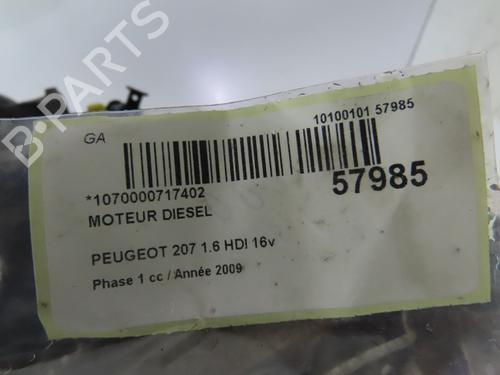 B-PARTS
GA
10100101 57985
*1070000717402
57985
MOTEUR DIESEL
PEUGEOT 207 1.6 HDI 16v
Phase 1 cc / Année 2009